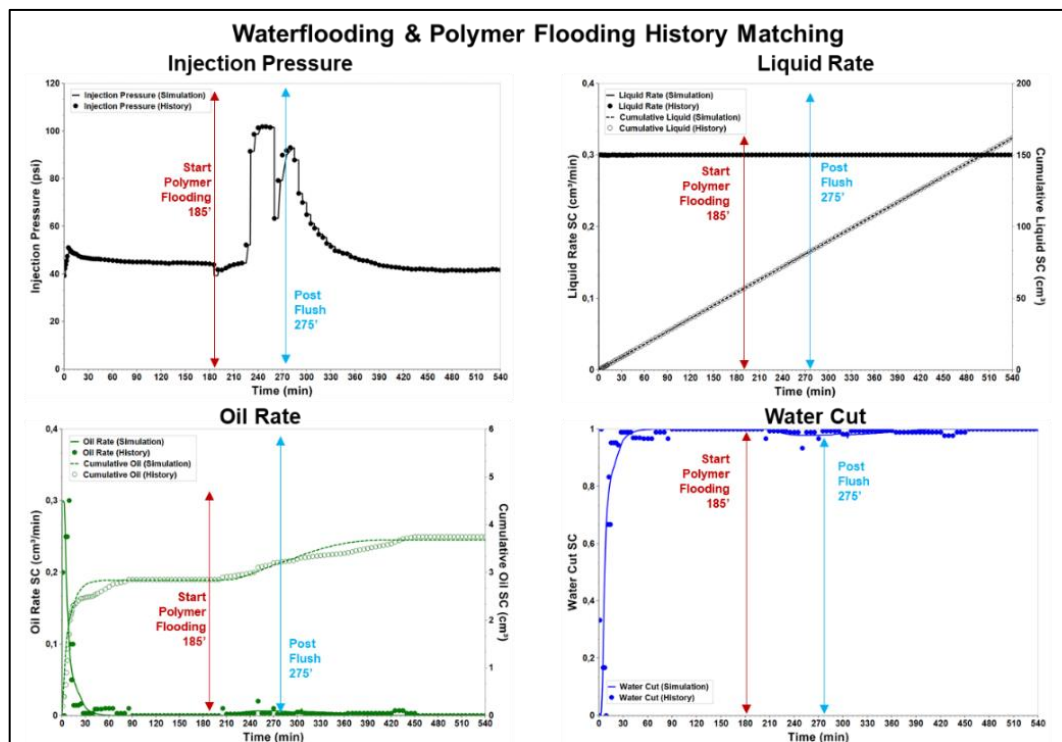 Waterflooding & Polymer Flooding History Matching
Injection Pressure
120
100
80
60
40
20
0
Injection Pressure (psi)
Injection Pressure (Simulation)
Injection Pressure (History)
Start
Polymer
Flooding
185'
Post
Flush
275'
0 30 60 90 120 150 180 210 240 270 300 330 360 390 420 450 480 510 540
Time (min)
Liquid Rate
0,4
0,3
0,2
0,1
0
Liquid Rate SC (cm³/min)
Liquid Rate (Simulation)
Liquid Rate (History)
Cumulative Liquid (Simulation)
Cumulative Liquid (History)
Start
Polymer
Flooding
185'
Post
Flush
275'
200
150
100
50
0
Cumulative Liquid SC (cm³)
0 30 60 90 120 150 180 210 240 270 300 330 360 390 420 450 480 510 540
Time (min)
Oil Rate
0,4
0,3
0,2
0,1
0
Oil Rate SC (cm³/min)
Oil Rate (Simulation)
Oil Rate (History)
Cumulative Oil (Simulation)
Cumulative Oil (History)
Start
Polymer
Flooding
185'
Post
Flush
275'
6
5
4
3
2
1
0
Cumulative Oil SC (cm³)
0 30 60 90 120 150 180 210 240 270 300 330 360 390 420 450 480 510 540
Time (min)
Water Cut
1
0,8
0,6
0,4
0,2
0
Water Cut SC
Start
Polymer
Flooding
185'
Post
Flush
275'
Water Cut (Simulation)
Water Cut (History)
0 30 60 90 120 150 180 210 240 270 300 330 360 390 420 450 480 510 540
Time (min)